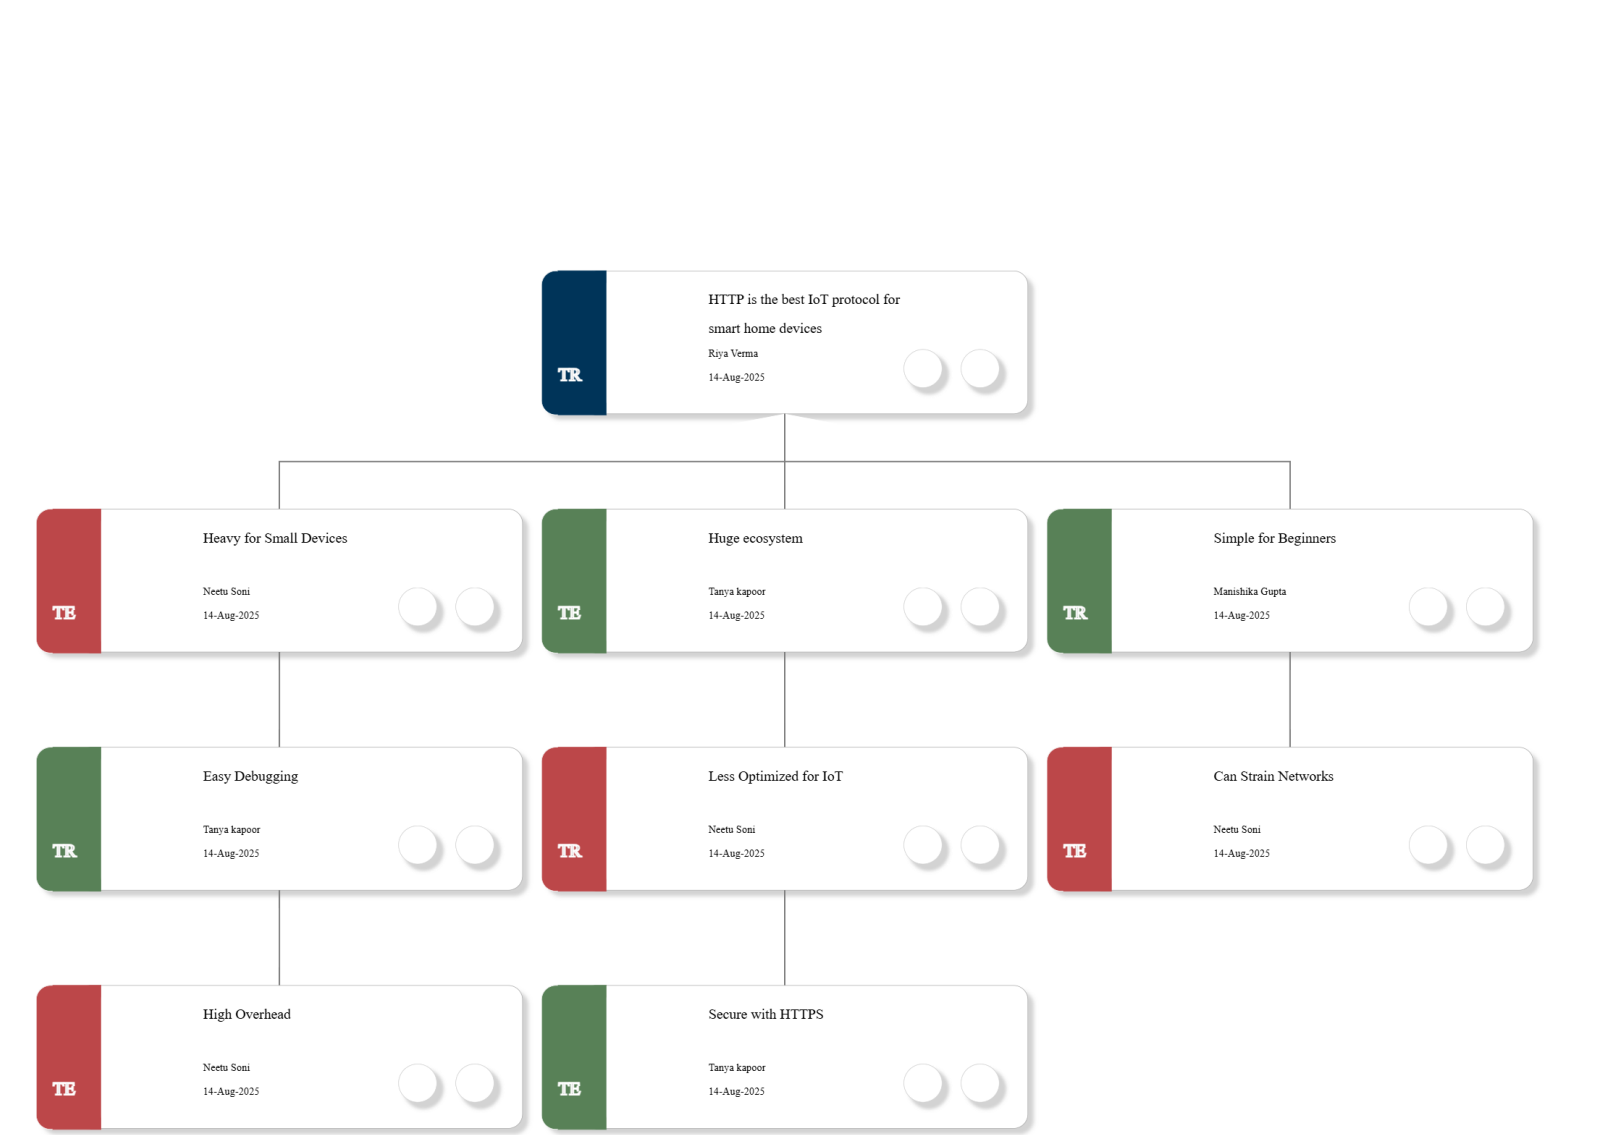 HTTP is the best IoT protocol for
smart home devices
Riya Verma
14-Aug-2025
TR
Heavy for Small Devices
Neetu Soni
14-Aug-2025
TE
Huge ecosystem
Tanya kapoor
14-Aug-2025
TE
Simple for Beginners
Manishika Gupta
14-Aug-2025
TR
Easy Debugging
Tanya kapoor
14-Aug-2025
TR
Less Optimized for IoT
Neetu Soni
14-Aug-2025
TR
Can Strain Networks
Neetu Soni
14-Aug-2025
TE
High Overhead
Neetu Soni
14-Aug-2025
TE
Secure with HTTPS
Tanya kapoor
14-Aug-2025
TE